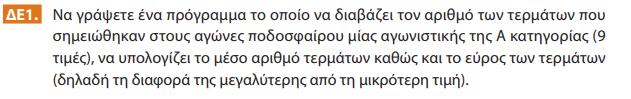 ΔΕ1. Να γράψετε ένα πρόγραμμα το οποίο να διαβάζει τον αριθμό των τερμάτων που
σημειώθηκαν στους αγώνες ποδοσφαίρου μίας αγωνιστικής της Α κατηγορίας (9
τιμές), να υπολογίζει το μέσο αριθμό τερμάτων καθώς και το εύρος των τερμάτων
(δηλαδή τη διαφορά της μεγαλύτερης από τη μικρότερη τιμή).